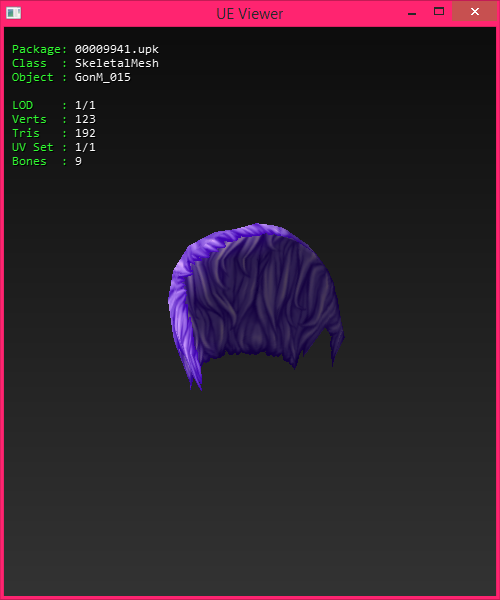 UE Viewer
Package: 00009941.upk
Class  : SkeletalMesh
Object : GonM_015
LOD    : 1/1
Verts  : 123
Tris   : 192
UV Set : 1/1
Bones  : 9